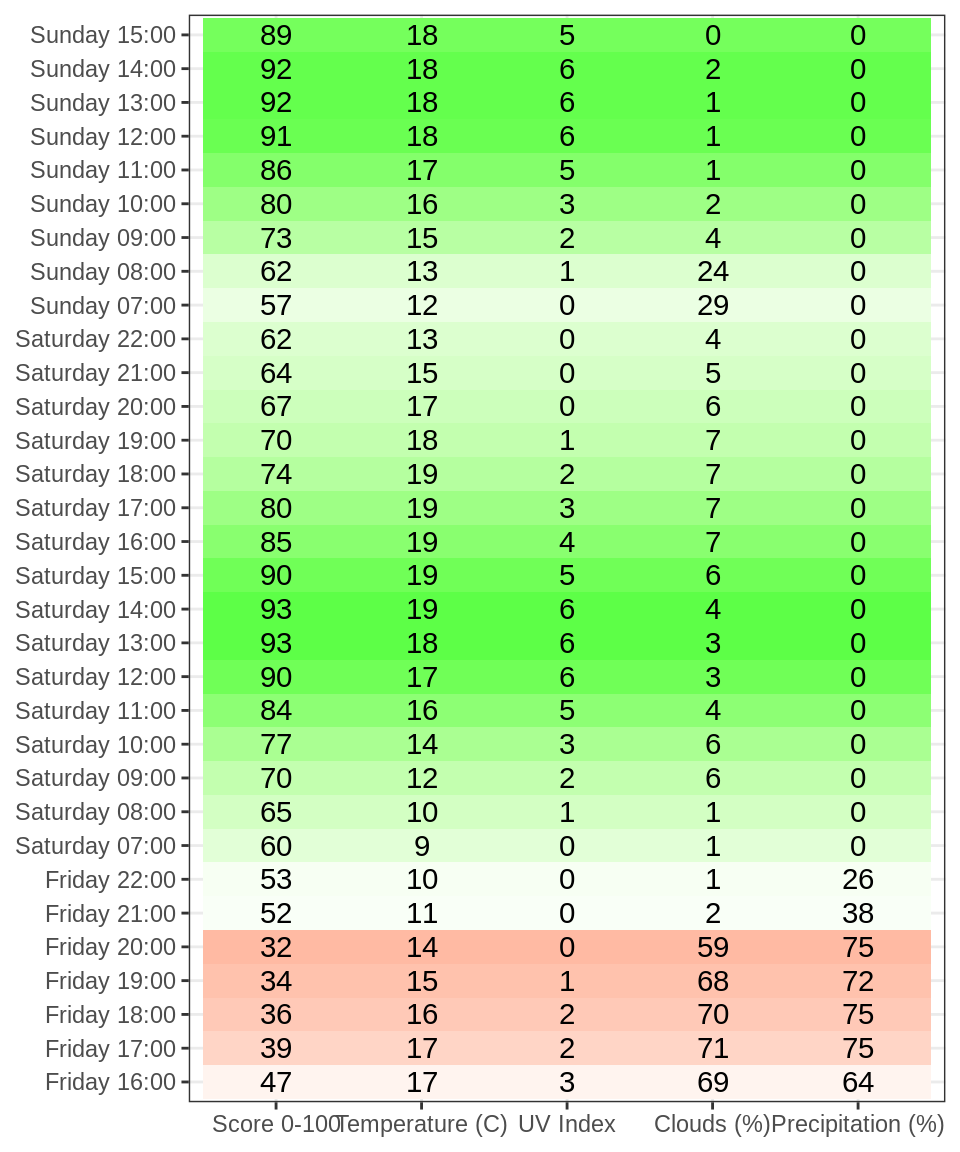 Sunday 15:00 89 18 5 0 0
Sunday 14:00 92 18 6 2 0
Sunday 13:00 92 18 6 1 0
Sunday 12:00 91 18 6 1 0
Sunday 11:00 86 17 5 1 0
Sunday 10:00 80 16 3 2 0
Sunday 09:00 73 15 2 4 0
Sunday 08:00 62 13 1 24 0
Sunday 07:00 57 12 0 29 0
Saturday 22:00 62 13 0 4 0
Saturday 21:00 64 15 0 5 0
Saturday 20:00 67 17 0 6 0
Saturday 19:00 70 18 1 7 0
Saturday 18:00 74 19 2 7 0
Saturday 17:00 80 19 3 7 0
Saturday 16:00 85 19 4 7 0
Saturday 15:00 90 19 5 6 0
Saturday 14:00 93 19 6 4 0
Saturday 13:00 93 18 6 3 0
Saturday 12:00 90 17 6 3 0
Saturday 11:00 84 16 5 4 0
Saturday 10:00 77 14 3 6 0
Saturday 09:00 70 12 2 6 0
Saturday 08:00 65 10 1 1 0
Saturday 07:00 60 9 0 1 0
Friday 22:00 53 10 0 1 26
Friday 21:00 52 11 0 2 38
Friday 20:00 32 14 0 59 75
Friday 19:00 34 15 1 68 72
Friday 18:00 36 16 2 70 75
Friday 17:00 39 17 2 71 75
Friday 16:00 47 17 3 69 64
Score 0-100 Temperature (C) UV Index Clouds (%) Precipitation (%)